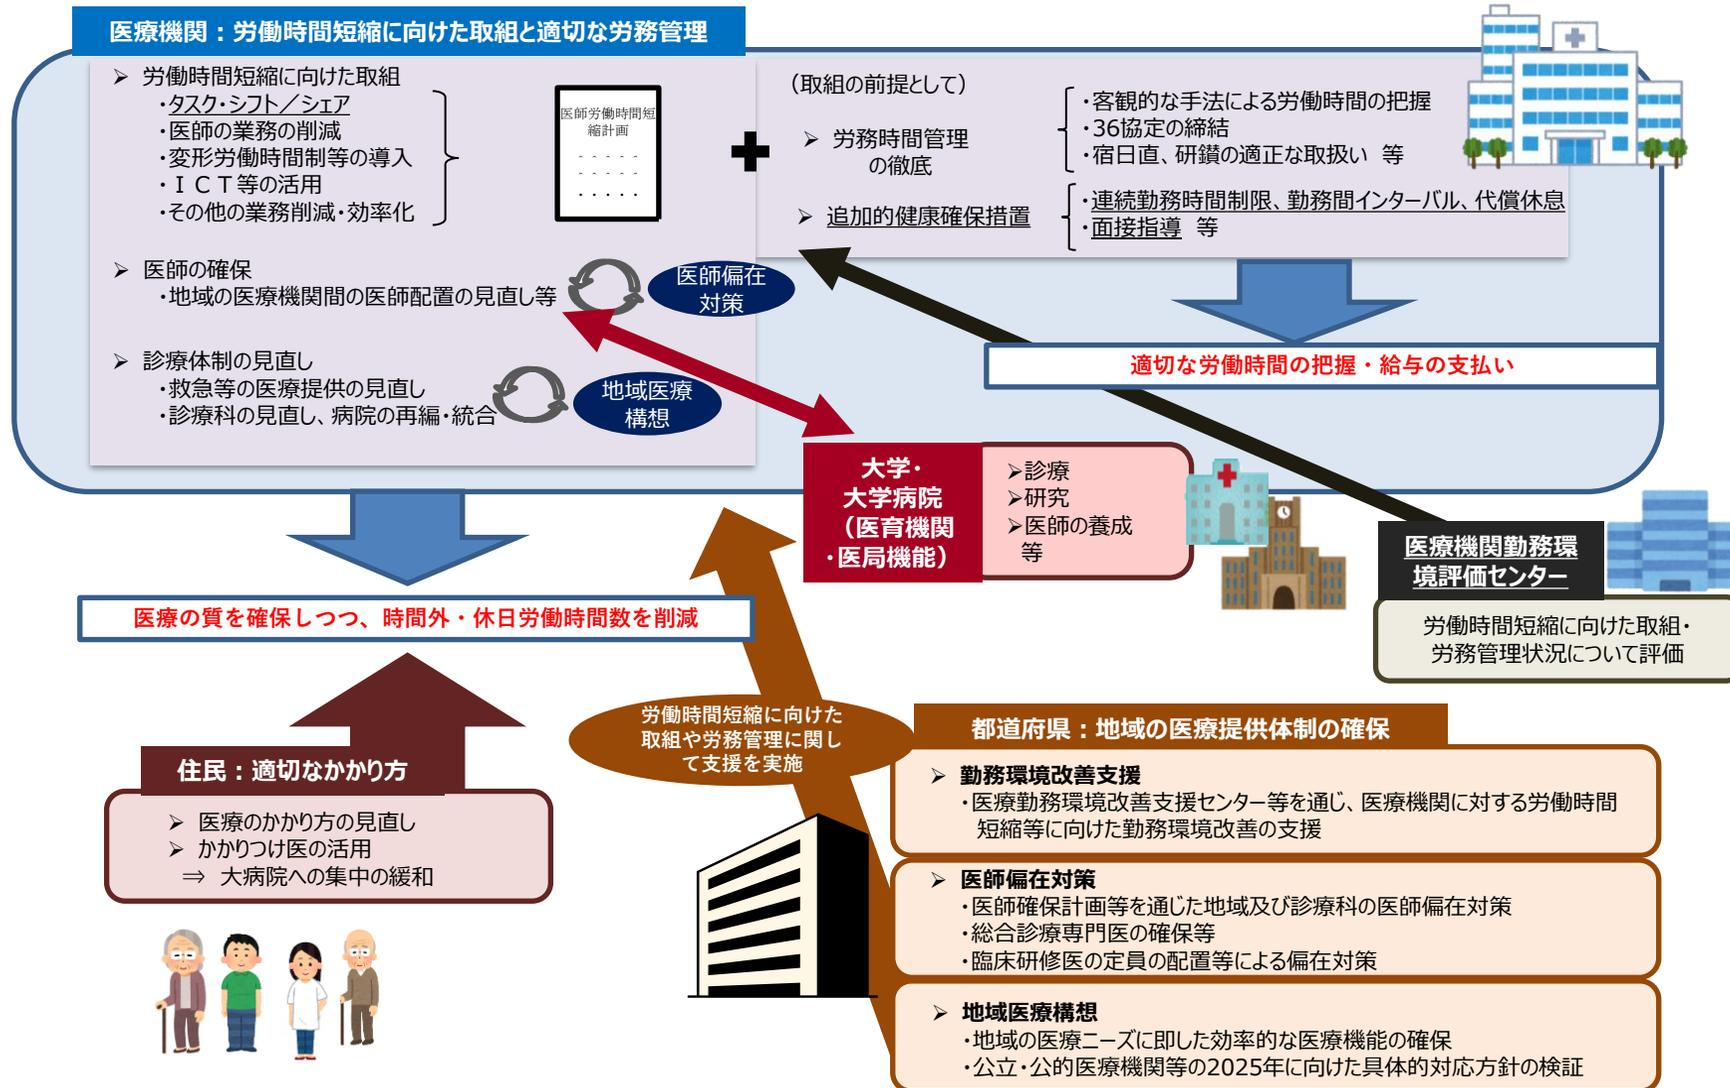 医療機関：労働時間短縮に向けた取組と適切な労務管理
➢ 労働時間短縮に向けた取組
・タスク・シフト／シェア
・医師の業務の削減
・変形労働時間制等の導入
・ＩＣＴ等の活用
・その他の業務削減・効率化
医師労働時間短
縮計画
➢ 医師の確保
・地域の医療機関間の医師配置の見直し等
医師偏在
対策
➢ 診療体制の見直し
・救急等の医療提供の見直し
・診療科の見直し、病院の再編・統合
地域医療
構想
（取組の前提として）
➢ 労務時間管理
の徹底
・客観的な手法による労働時間の把握
・36協定の締結
・宿日直、研鑽の適正な取扱い 等
➢ 追加的健康確保措置
・連続勤務時間制限、勤務間インターバル、代償休息
・面接指導 等
適切な労働時間の把握・給与の支払い
大学・
大学病院
（医育機関
・医局機能）
➢診療
➢研究
➢医師の養成
等
医療機関勤務環
境評価センター
労働時間短縮に向けた取組・
労務管理状況について評価
医療の質を確保しつつ、時間外・休日労働時間数を削減
住民：適切なかかり方
➢ 医療のかかり方の見直し
➢ かかりつけ医の活用
⇒ 大病院への集中の緩和
労働時間短縮に向けた
取組や労務管理に関し
て支援を実施
都道府県：地域の医療提供体制の確保
➢ 勤務環境改善支援
・医療勤務環境改善支援センター等を通じ、医療機関に対する労働時間
短縮等に向けた勤務環境改善の支援
➢ 医師偏在対策
・医師確保計画等を通じた地域及び診療科の医師偏在対策
・総合診療専門医の確保等
・臨床研修医の定員の配置等による偏在対策
➢ 地域医療構想
・地域の医療ニーズに即した効率的な医療機能の確保
・公立・公的医療機関等の2025年に向けた具体的対応方針の検証